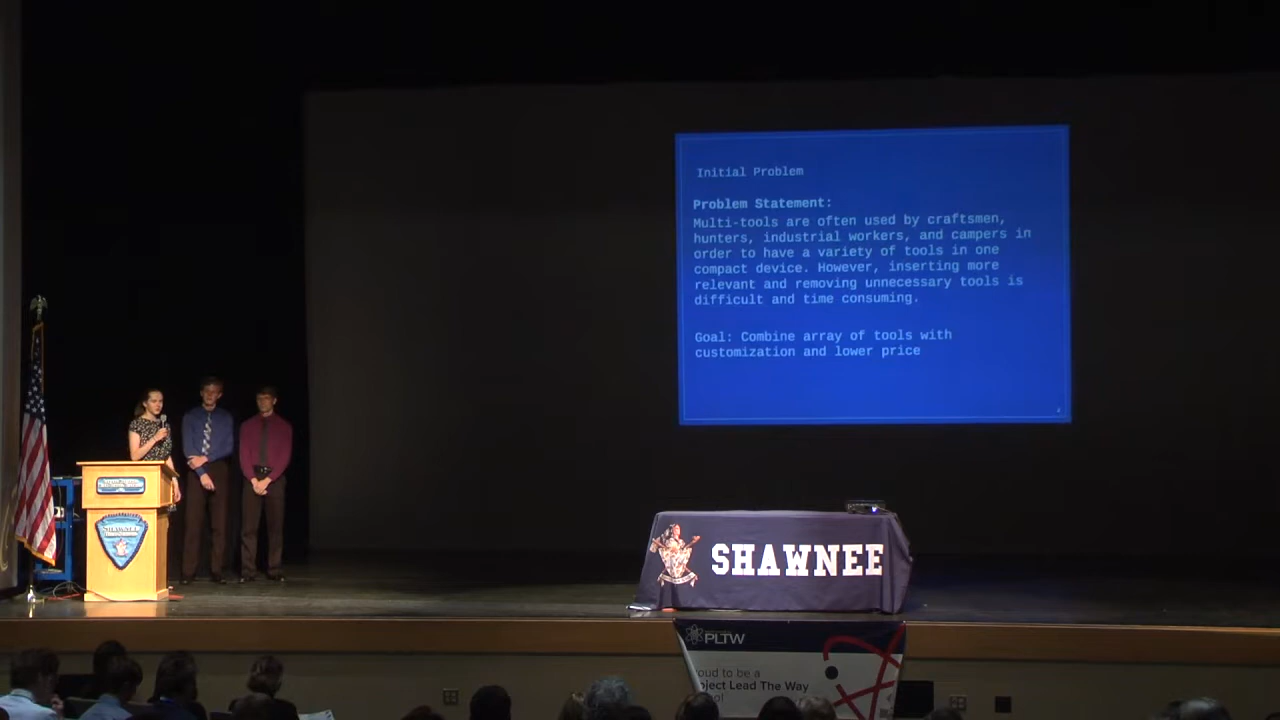 Initial Problem
Problem Statement:
Multi-tools are often used by craftsmen,
hunters, industrial workers, and campers in
order to have a variety of tools in one
compact device. However, inserting more
relevant and removing unnecessary tools is
difficult and time consuming.
Goal: Combine array of tools with
customization and lower price
SHAWNEE
SHAWNEE
PLTW
oud to be a
oject Lead The Way
ool